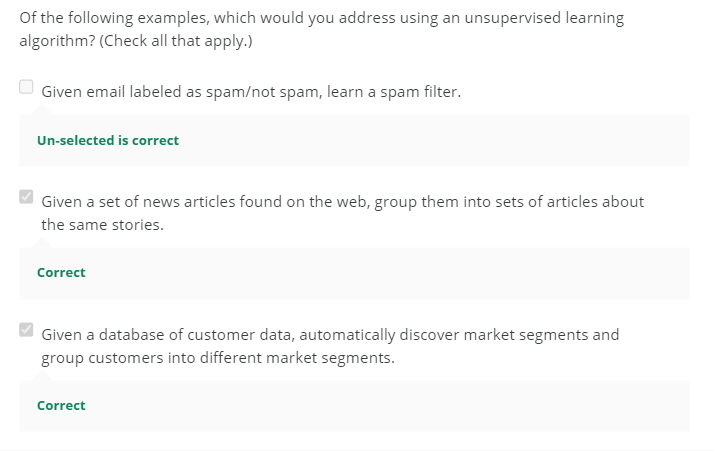 Of the following examples, which would you address using an unsupervised learning
algorithm? (Check all that apply.)
Given email labeled as spam/not spam, learn a spam filter.
Un-selected is correct
Given a set of news articles found on the web, group them into sets of articles about
the same stories.
Correct
Given a database of customer data, automatically discover market segments and
group customers into different market segments.
Correct